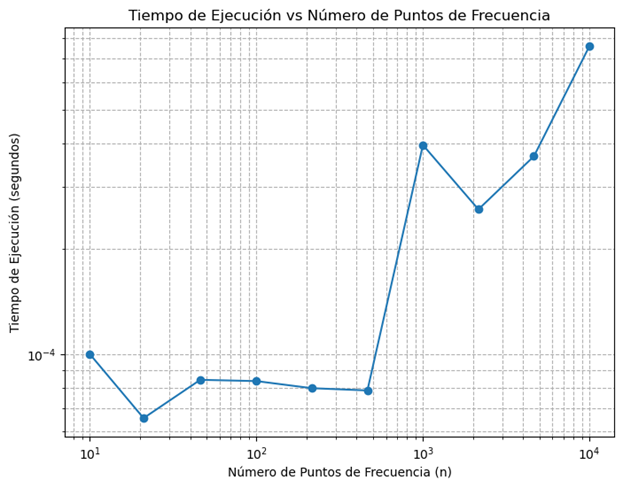 Tiempo de Ejecución vs Número de Puntos de Frecuencia
Tiempo de Ejecución (segundos)
10⁻⁴
10¹ 10² 10³ 10⁴
Número de Puntos de Frecuencia (n)